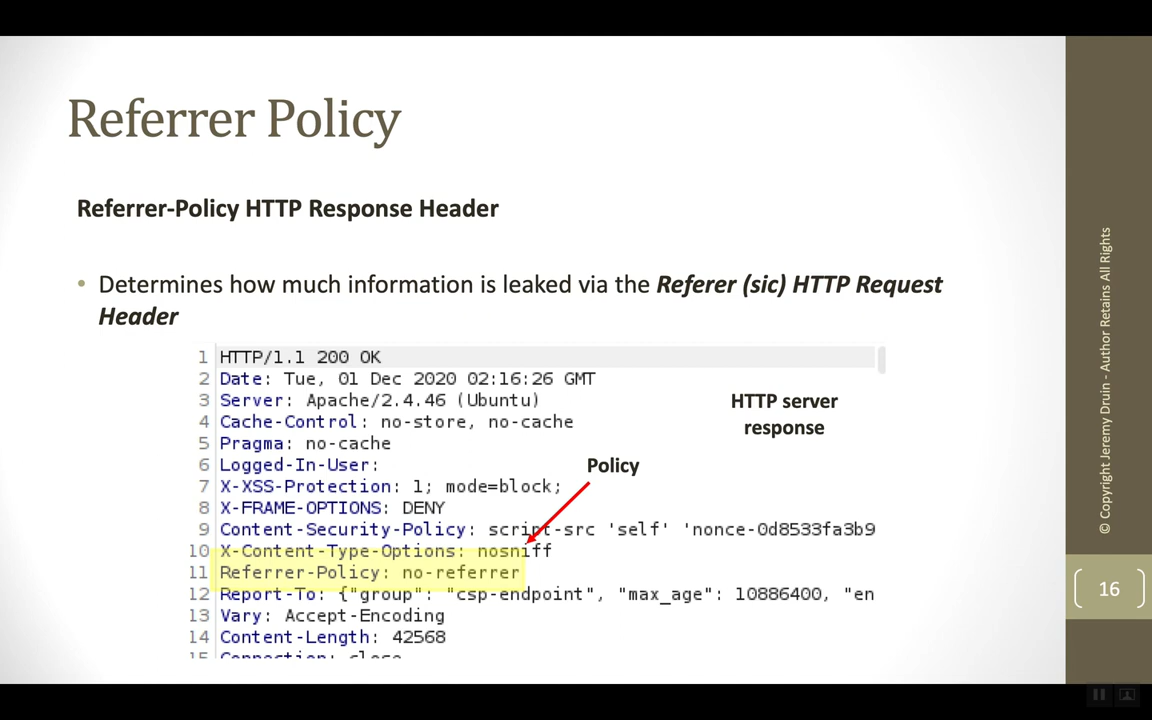 Referrer Policy
Referrer-Policy HTTP Response Header
• Determines how much information is leaked via the Referer (sic) HTTP Request
Header
1 HTTP/1.1 200 OK
2 Date: Tue, 01 Dec 2020 02:16:26 GMT
3 Server: Apache/2.4.46 (Ubuntu)
4 Cache-Control: no-store, no-cache
5 Pragma: no-cache
6 Logged-In-User:
7 X-XSS-Protection: 1; mode=block;
8 X-FRAME-OPTIONS: DENY
9 Content-Security-Policy: script-src 'self' 'nonce-0d8533fa3b9
10 X-Content-Type-Options: nosniff
11 Referrer-Policy: no-referrer
12 Report-To: {"group": "csp-endpoint", "max_age": 10886400, "en
13 Vary: Accept-Encoding
14 Content-Length: 42568
15 Connection: close
HTTP server
response
Policy
© Copyright Jeremy Druin - Author Retains All Rights
16